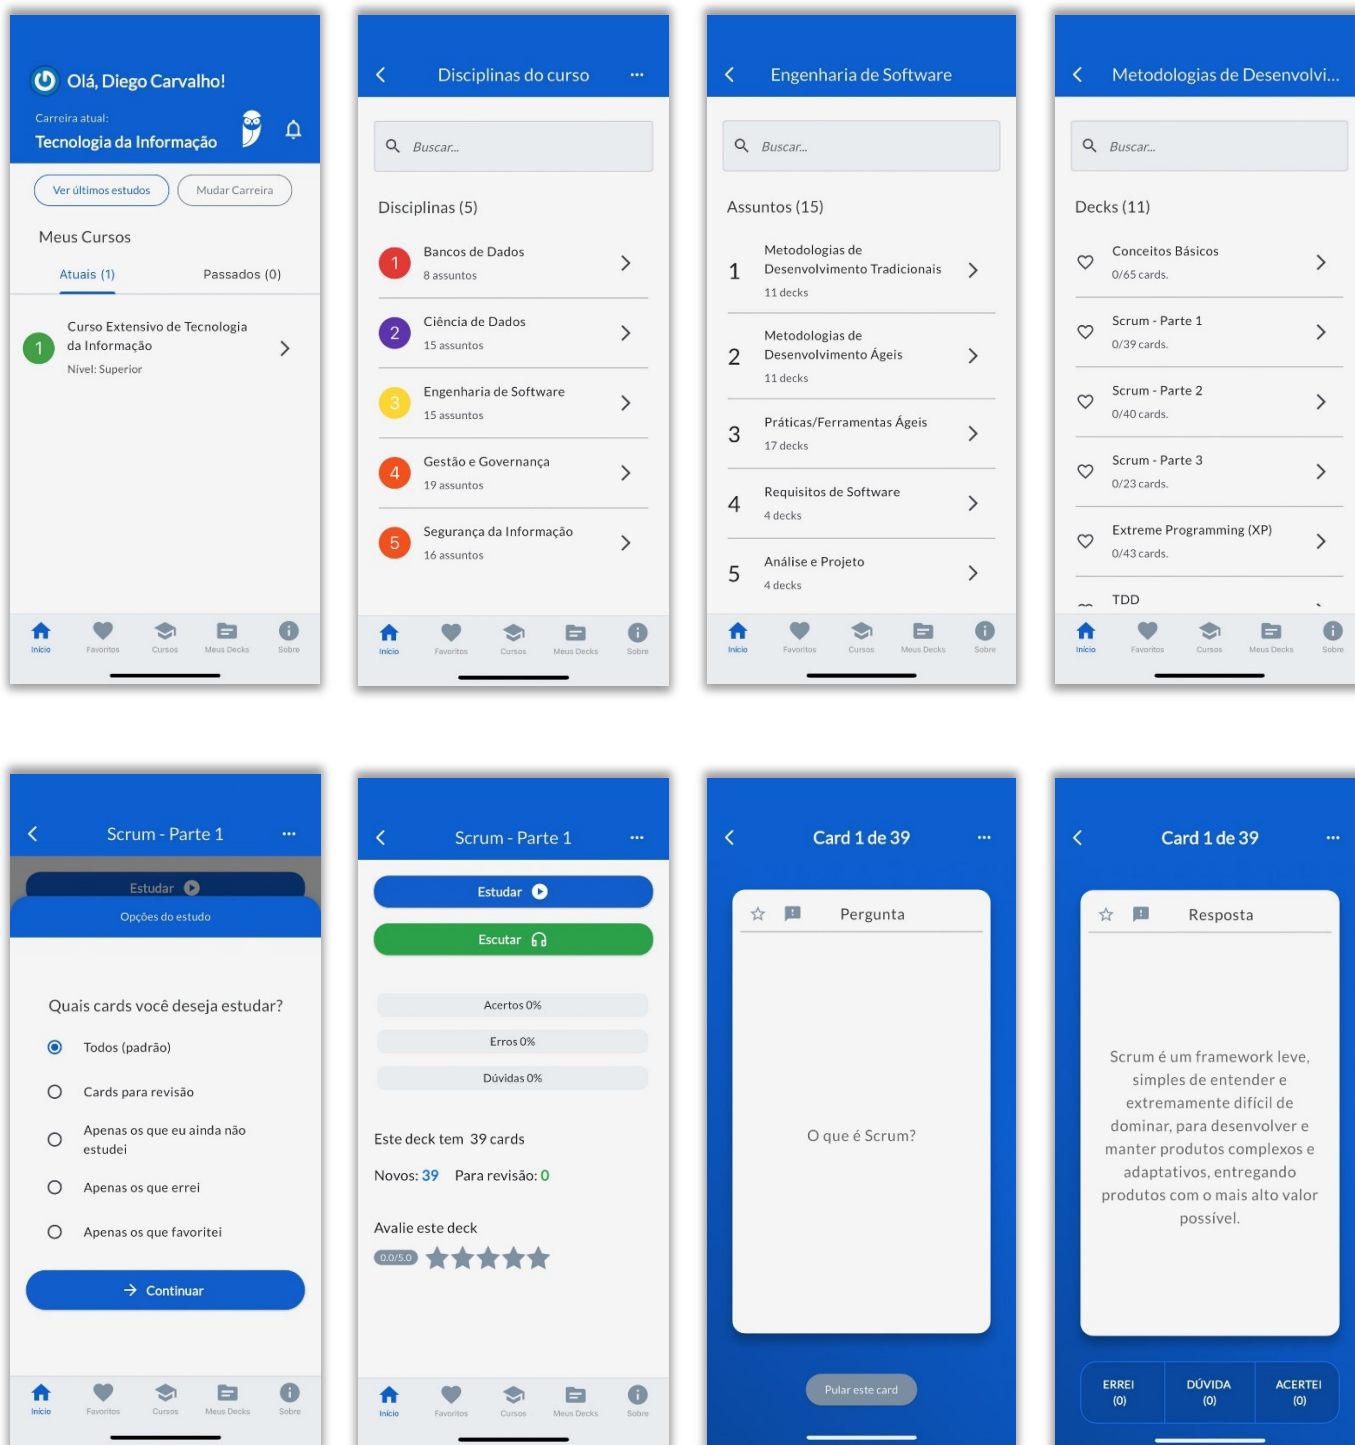 Olá, Diego Carvalho!
Carreira atual:
Tecnologia da Informação
Ver últimos estudos
Mudar Carreira
Meus Cursos
Atuais (1)
Passados (0)
1
Curso Extensivo de Tecnologia
da Informação
Nível: Superior
Início
Favoritos
Cursos
Meus Decks
Sobre
Disciplinas do curso
Buscar...
Disciplinas (5)
1
Bancos de Dados
8 assuntos
2
Ciência de Dados
15 assuntos
3
Engenharia de Software
15 assuntos
4
Gestão e Governança
19 assuntos
5
Segurança da Informação
16 assuntos
Início
Favoritos
Cursos
Meus Decks
Sobre
Engenharia de Software
Buscar...
Assuntos (15)
1
Metodologias de
Desenvolvimento Tradicionais
11 decks
2
Metodologias de
Desenvolvimento Ágeis
11 decks
3
Práticas/Ferramentas Ágeis
17 decks
4
Requisitos de Software
4 decks
5
Análise e Projeto
4 decks
Início
Favoritos
Cursos
Meus Decks
Sobre
Metodologias de Desenvolvi...
Buscar...
Decks (11)
Conceitos Básicos
0/65 cards.
Scrum - Parte 1
0/39 cards.
Scrum - Parte 2
0/40 cards.
Scrum - Parte 3
0/23 cards.
Extreme Programming (XP)
0/43 cards.
TDD
Início
Favoritos
Cursos
Meus Decks
Sobre
Scrum - Parte 1
Estudar
Opções do estudo
Quais cards você deseja estudar?
Todos (padrão)
Cards para revisão
Apenas os que eu ainda não
estudei
Apenas os que errei
Apenas os que favoritei
Continuar
Início
Favoritos
Cursos
Meus Decks
Sobre
Scrum - Parte 1
Estudar
Escutar
Acertos 0%
Erros 0%
Dúvidas 0%
Este deck tem 39 cards
Novos: 39 Para revisão: 0
Avalie este deck
0.0/5.0
Início
Favoritos
Cursos
Meus Decks
Sobre
Card 1 de 39
Pergunta
O que é Scrum?
Pular este card
Card 1 de 39
Resposta
Scrum é um framework leve,
simples de entender e
extremamente difícil de
dominar, para desenvolver e
manter produtos complexos e
adaptativos, entregando
produtos com o mais alto valor
possível.
ERREI
(0)
DÚVIDA
(0)
ACERTEI
(0)